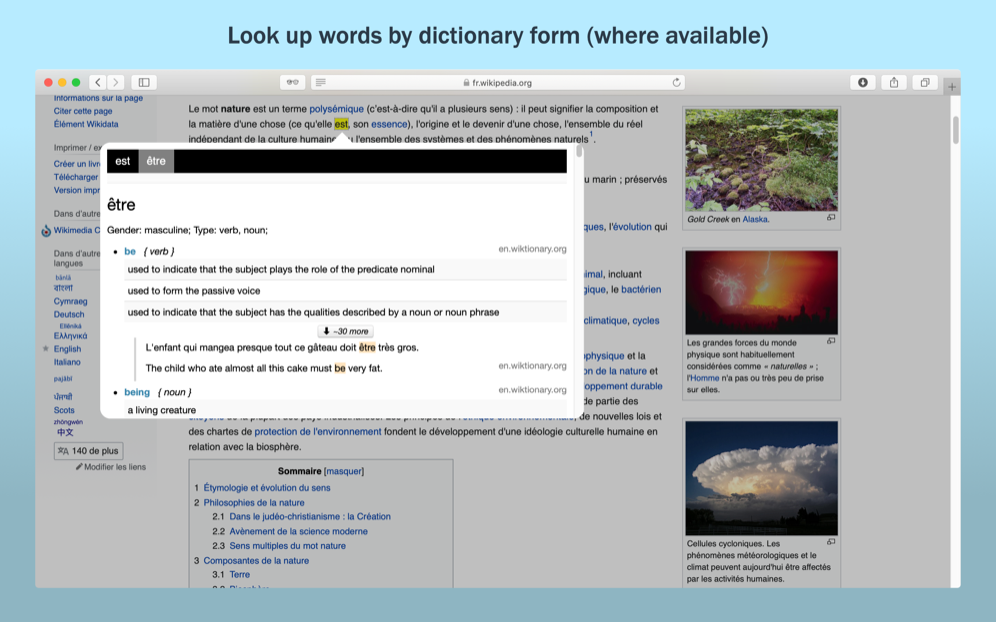 Look up words by dictionary form (where available)
fr.wikipedia.org
Informations sur la page
Citer cette page
Élément Wikidata
Imprimer / ex
Créer un livr
Télécharger
Version impr
Dans d'autre
Wikimedia C
Dans d'autre
langues
bānlā
বাংলা
Cymraeg
Deutsch
Elliniká
Ελληνικά
English
Italiano
pajābī
ਪੰਜਾਬੀ
Scots
zhōngwén
中文
140 de plus
Modifier les liens
Le mot nature est un terme polysémique (c'est-à-dire qu'il a plusieurs sens) : il peut signifier la composition et
la matière d'une chose (ce qu'elle est, son essence), l'origine et le devenir d'une chose, l'ensemble du réel
indépendant de la culture humaine l'ensemble des systèmes et des phénomènes naturels1.
est être
être
Gender: masculine; Type: verb, noun;
• be { verb } en.wiktionary.org
used to indicate that the subject plays the role of the predicate nominal
used to form the passive voice
used to indicate that the subject has the qualities described by a noun or noun phrase
~30 more
L'enfant qui mangea presque tout ce gâteau doit être très gros.
The child who ate almost all this cake must be very fat. en.wiktionary.org
• being { noun } en.wiktionary.org
a living creature
u marin ; préservés
ques, l'évolution qui
imal, incluant
gique, le bactérien
climatique, cycles
ophysique et la
on de la nature et
oppement durable
de partie des
de nouvelles lois et
des chartes de protection de l'environnement fondent le développement d'une idéologie culturelle humaine en
relation avec la biosphère.
Sommaire [masquer]
1 Étymologie et évolution du sens
2 Philosophies de la nature
2.1 Dans le judéo-christianisme : la Création
2.2 Avènement de la science moderne
2.3 Sens multiples du mot nature
3 Composantes de la nature
3.1 Terre
Gold Creek en Alaska.
Les grandes forces du monde
physique sont habituellement
considérées comme « naturelles » ;
l'Homme n'a pas ou très peu de prise
sur elles.
Cellules cycloniques. Les
phénomènes météorologiques et le
climat peuvent aujourd'hui être affectés
par les activités humaines.